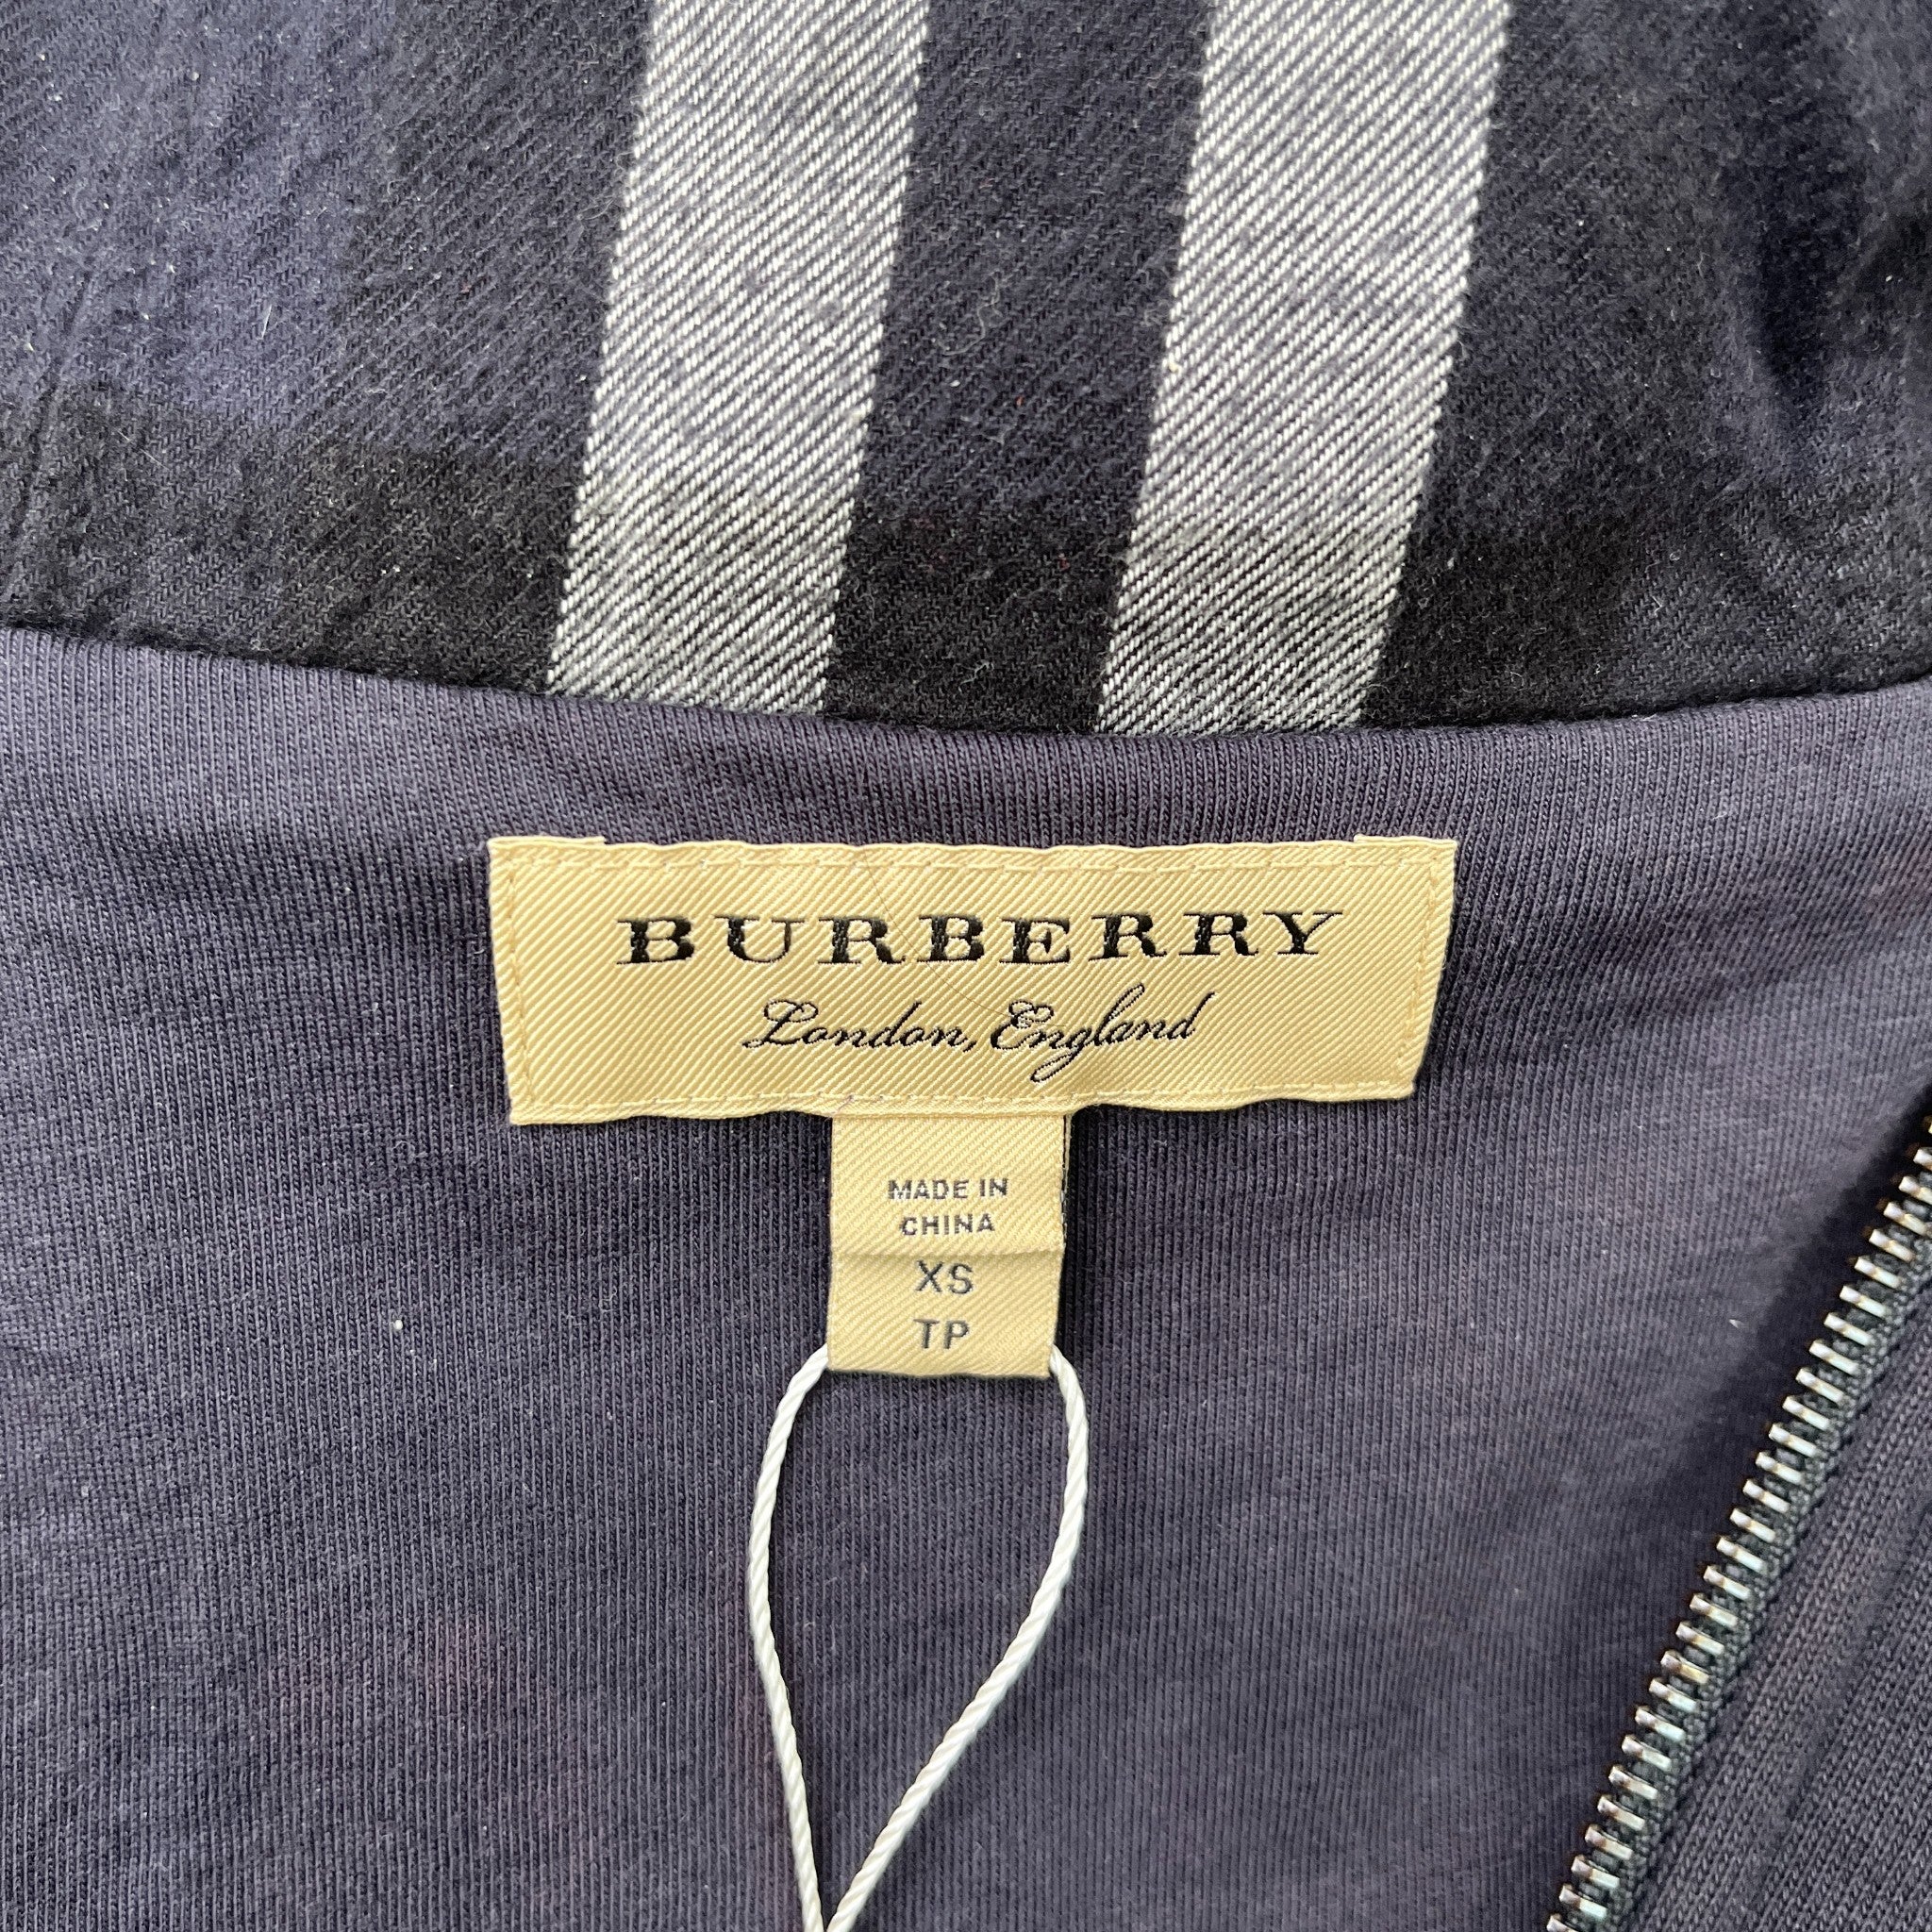 BURBERRY
London, England
MADE IN
CHINA
XS
TP